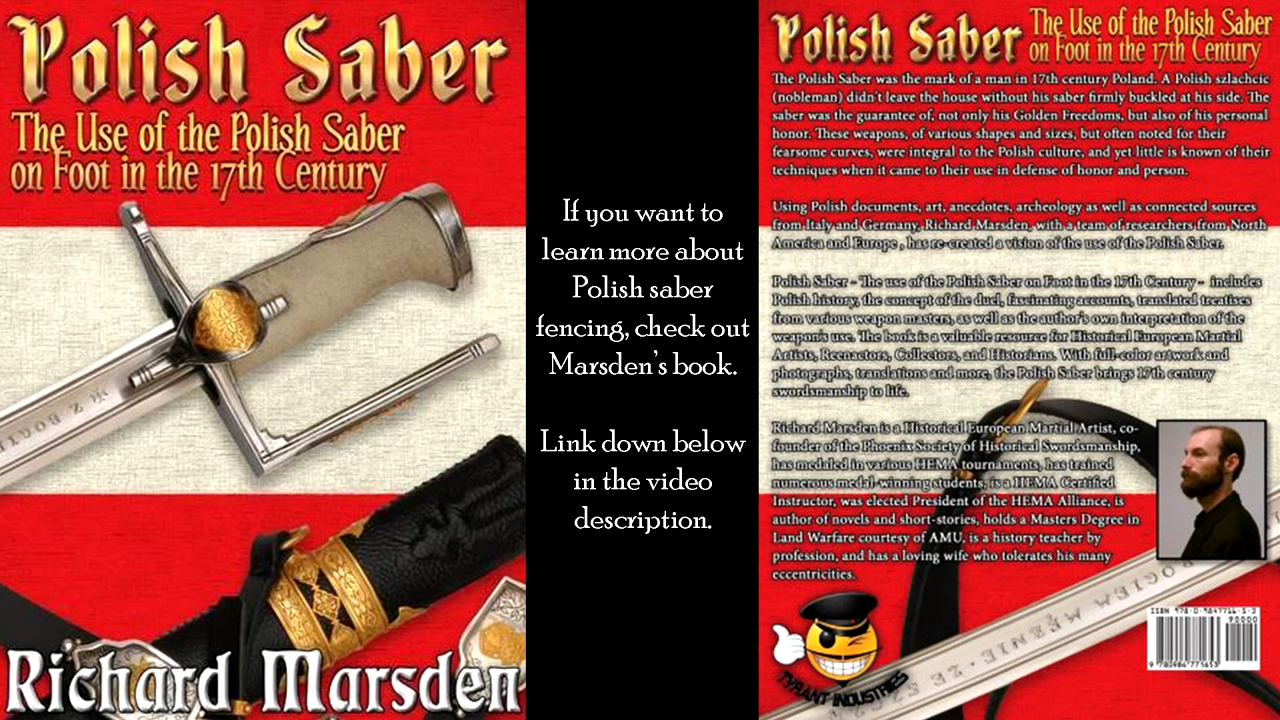 Polish Saber
The Use of the Polish Saber
on Foot in the 17th Century
Richard Marsden
If you want to
learn more about
Polish saber
fencing, check out
Marsden's book.
Link down below
in the video
description.
Polish Saber
The Use of the Polish Saber
on Foot in the 17th Century
The Polish Saber was the mark of a man in 17th century Poland. A Polish szlachcic
(nobleman) didn't leave the house without his saber firmly buckled at his side. The
saber was the guarantee of, not only his Golden Freedoms, but also of his personal
honor. These weapons, of various shapes and sizes, but often noted for their
fearsome curves, were integral to the Polish culture, and yet little is known of their
techniques when it came to their use in defense of honor and person.
Using Polish documents, art, anecdotes, archeology as well as connected sources
from Italy and Germany, Richard Marsden, with a team of researchers from North
America and Europe , has re-created a vision of the use of the Polish Saber.
Polish Saber - The use of the Polish Saber on Foot in the 17th Century - includes
Polish history, the concept of the duel, fascinating accounts, translated treatises
from various weapon masters, as well as the author's own interpretation of the
weapon's use. The book is a valuable resource for Historical European Martial
Artists, Reenactors, Collectors, and Historians. With full-color artwork and
photographs, translations and more, the Polish Saber brings 17th century
swordsmanship to life.
Richard Marsden is a Historical European Martial Artist, co-
founder of the Phoenix Society of Historical Swordsmanship,
has medaled in various HEMA tournaments, has trained
numerous medal-winning students, is a HEMA Certified
Instructor, was elected President of the HEMA Alliance, is
author of novels and short-stories, holds a Masters Degree in
Land Warfare courtesy of AMU, is a history teacher by
profession, and has a loving wife who tolerates his many
eccentricities.
TYRANT INDUSTRIES
90000
9 780984 771653